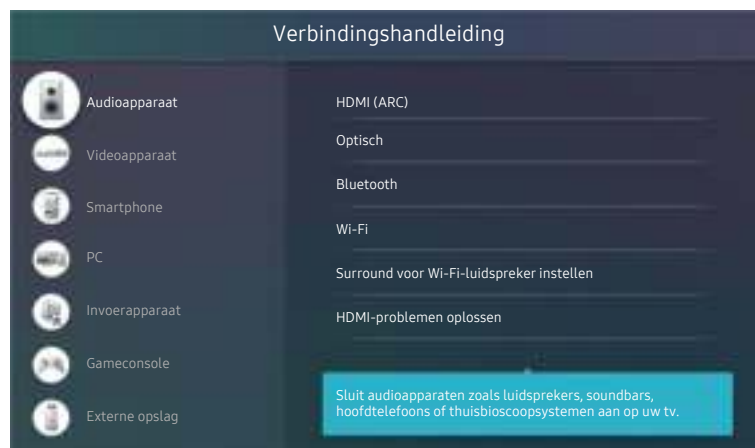 Verbindingshandleiding
Audioapparaat
Videoapparaat
Smartphone
PC
Invoerapparaat
Gameconsole
Externe opslag
HDMI (ARC)
Optisch
Bluetooth
Wi-Fi
Surround voor Wi-Fi-luidspreker instellen
HDMI-problemen oplossen
Sluit audioapparaten zoals luidsprekers, soundbars,
hoofdtelefoons of thuisbioscoopsystemen aan op uw tv.